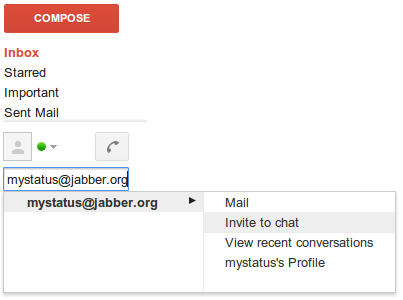 COMPOSE
Inbox
Starred
Important
Sent Mail
mystatus@jabber.org
mystatus@jabber.org
Mail
Invite to chat
View recent conversations
mystatus's Profile